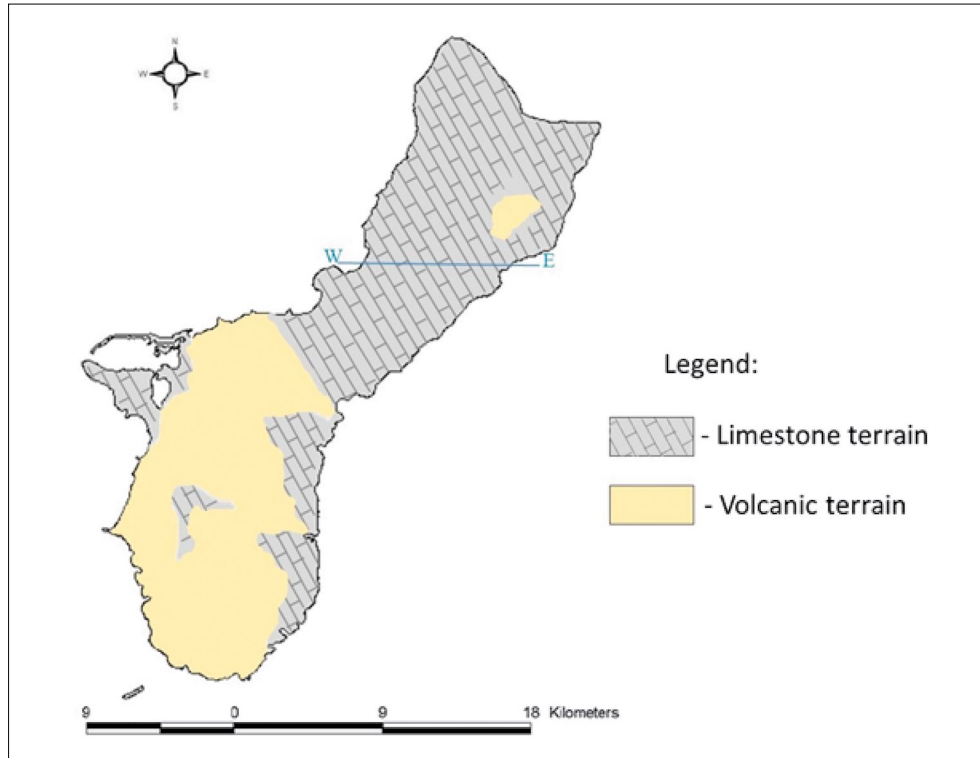 N
W E
S
W E
Legend:
- Limestone terrain
- Volcanic terrain
9 0 9 18 Kilometers